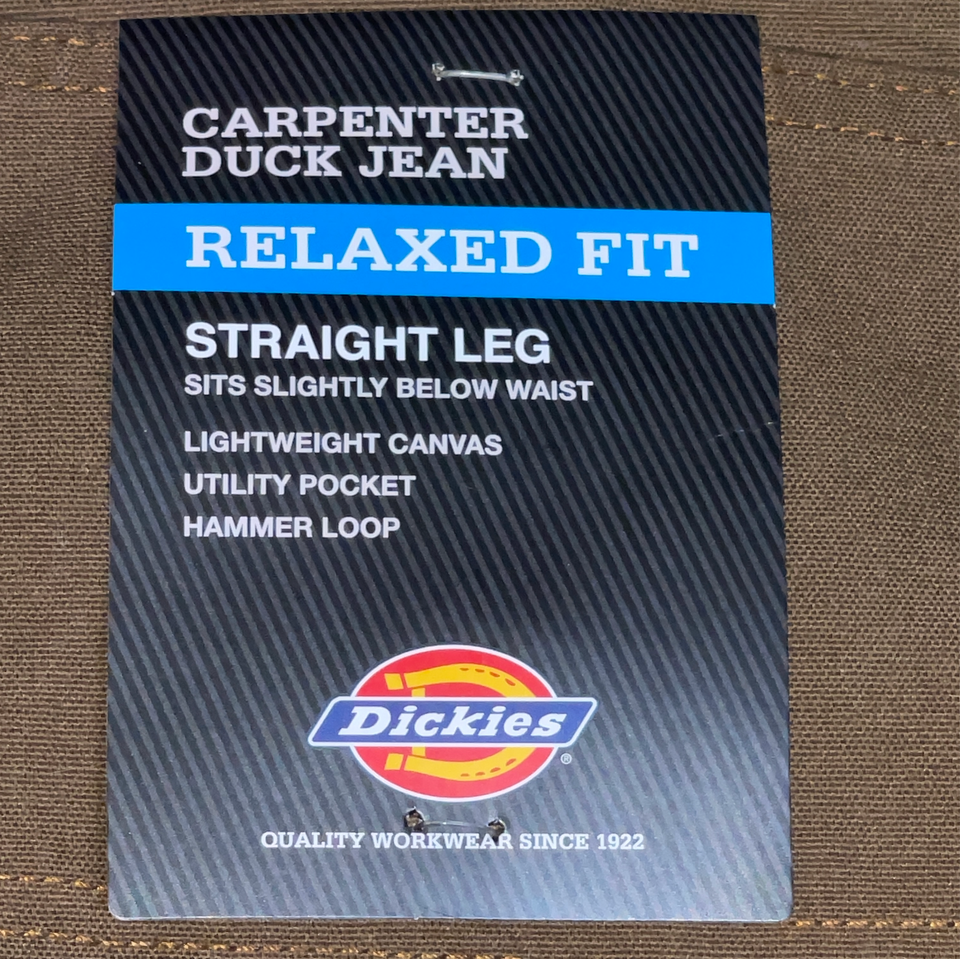 CARPENTER
DUCK JEAN
RELAXED FIT
STRAIGHT LEG
SITS SLIGHTLY BELOW WAIST
LIGHTWEIGHT CANVAS
UTILITY POCKET
HAMMER LOOP
Dickies
®
QUALITY WORKWEAR SINCE 1922